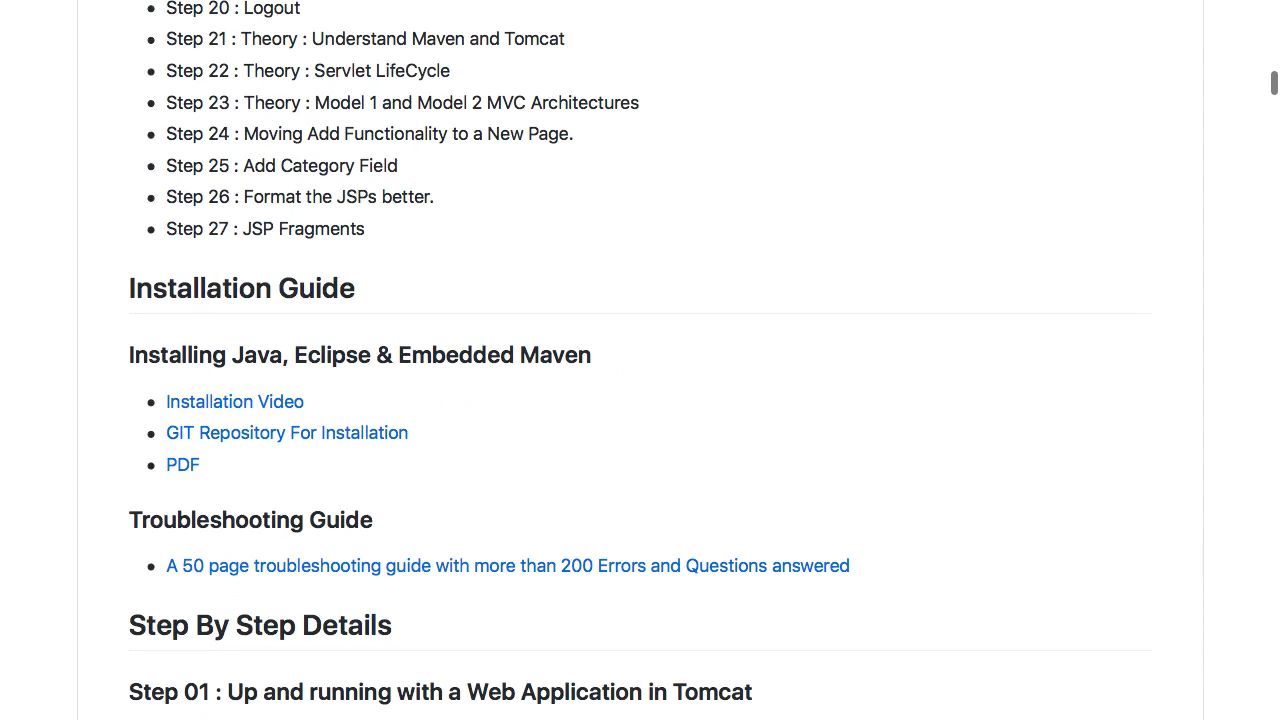 Step 20 : Logout
Step 21 : Theory : Understand Maven and Tomcat
Step 22 : Theory : Servlet LifeCycle
Step 23 : Theory : Model 1 and Model 2 MVC Architectures
Step 24 : Moving Add Functionality to a New Page.
Step 25 : Add Category Field
Step 26 : Format the JSPs better.
Step 27 : JSP Fragments
Installation Guide
Installing Java, Eclipse & Embedded Maven
Installation Video
GIT Repository For Installation
PDF
Troubleshooting Guide
A 50 page troubleshooting guide with more than 200 Errors and Questions answered
Step By Step Details
Step 01 : Up and running with a Web Application in Tomcat